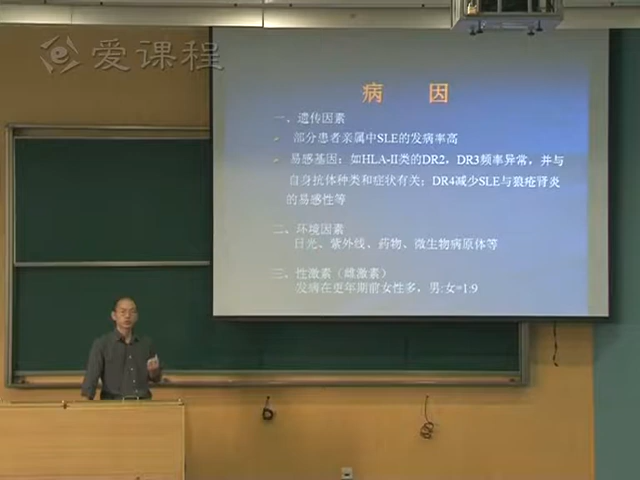 爱课程
病 因
一、遗传因素
部分患者亲属中SLE的发病率高
易感基因：如HLA-II类的DR2，DR3频率异常，并与
自身抗体种类和症状有关；DR4减少SLE与狼疮肾炎
的易感性等
二、环境因素
日光、紫外线、药物、微生物病原体等
三、性激素（雌激素）
发病在更年期前女性多，男:女=1:9